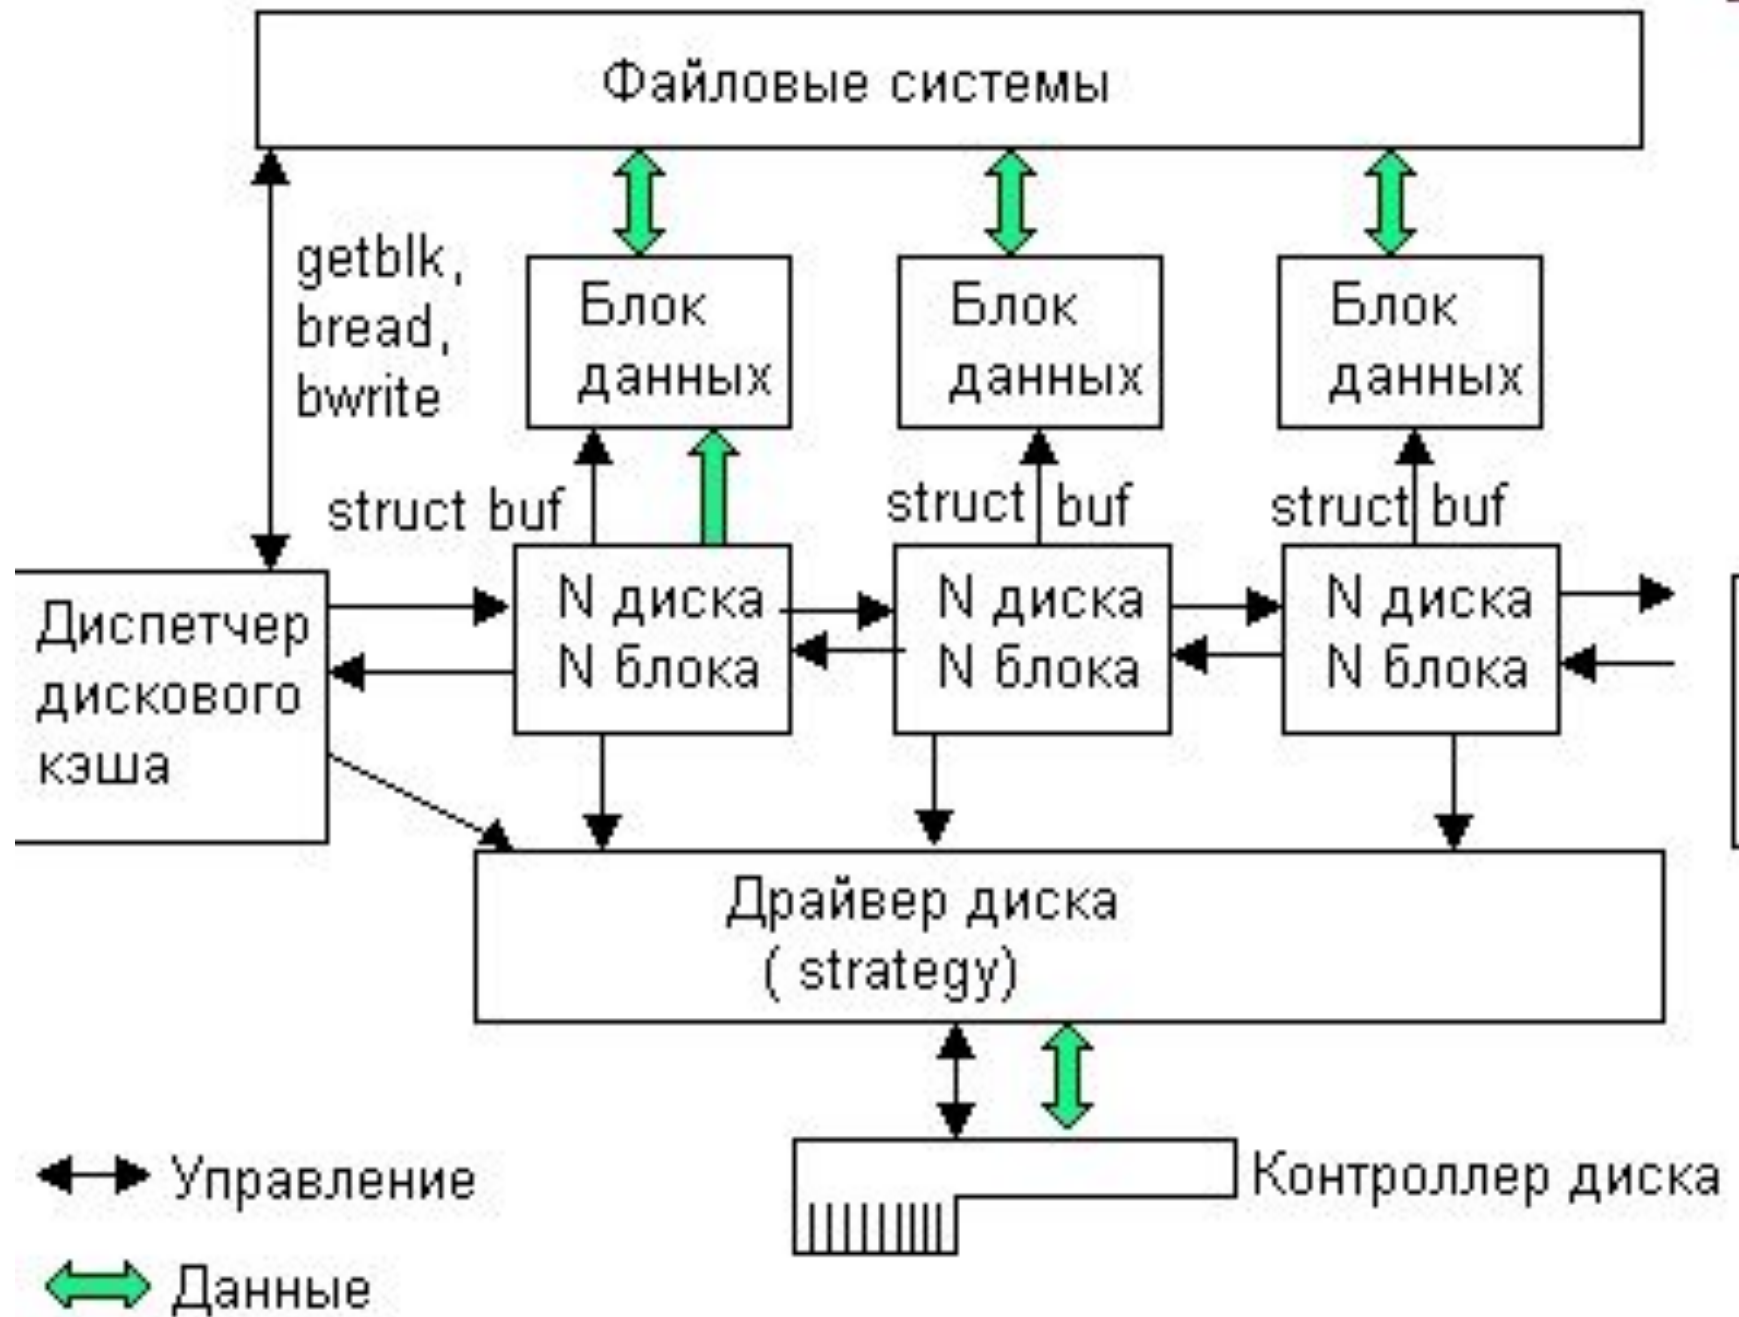 Файловые системы
getblk,
bread,
bwrite
Блок
данных
Блок
данных
Блок
данных
struct buf
struct buf
struct buf
Диспетчер
дискового
кэша
N диска
N блока
N диска
N блока
N диска
N блока
Драйвер диска
( strategy)
Контроллер диска
Управление
Данные